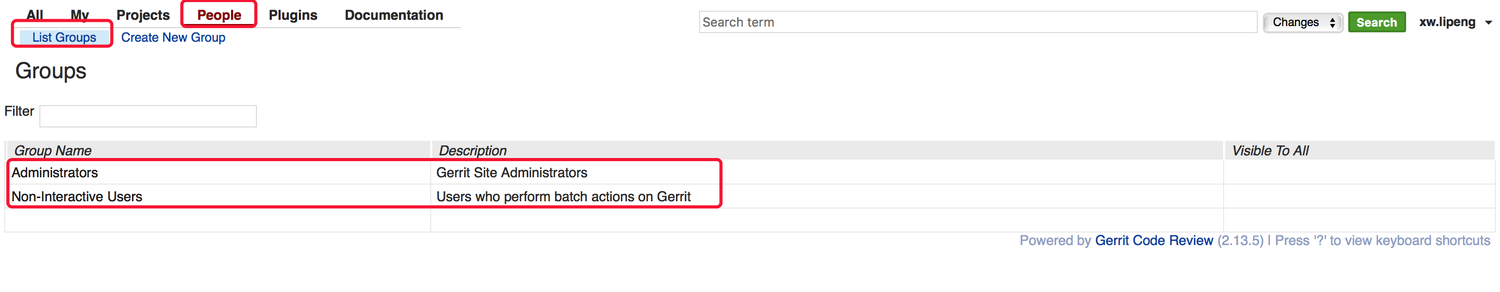 All My Projects People Plugins Documentation Search term Changes Search xw.lipeng
List Groups Create New Group
Groups
Filter
Group Name Description Visible To All
Administrators Gerrit Site Administrators
Non-Interactive Users Users who perform batch actions on Gerrit
Powered by Gerrit Code Review (2.13.5) | Press '?' to view keyboard shortcuts